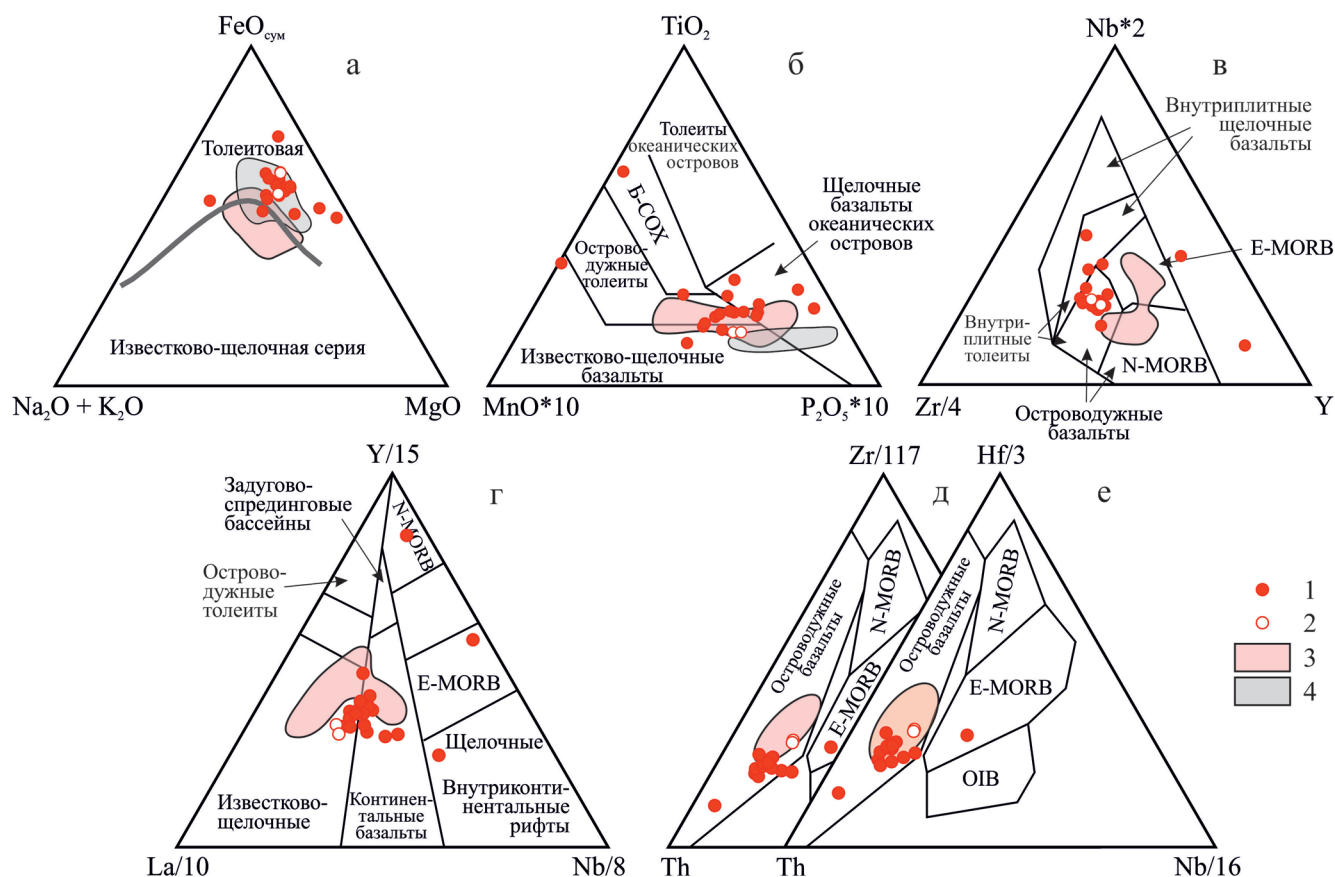 FeOсум
а
Толеитовая
Известково-щелочная серия
Na2O + K2O
MgO
TiO2
б
Толеиты
океанических
островов
Б-СОХ
Щелочные
базальты
океанических
островов
Острово-
дужные
толеиты
Известково-щелочные
базальты
MnO*10
P2O5*10
Nb*2
в
Внутриплитные
щелочные
базальты
E-MORB
Внутри-
плитные
толеиты
N-MORB
Zr/4
Y
Островодужные
базальты
Y/15
г
Задугово-
спрединговые
бассейны
N-MORB
Острово-
дужные
толеиты
E-MORB
Щелочные
Известково-
щелочные
Континен-
тальные
базальты
Внутриконти-
нентальные
рифты
La/10
Nb/8
Zr/117
д
Островодужные
базальты
N-MORB
E-MORB
Th
Hf/3
е
Островодужные
базальты
N-MORB
E-MORB
OIB
Th
Nb/16
1
2
3
4